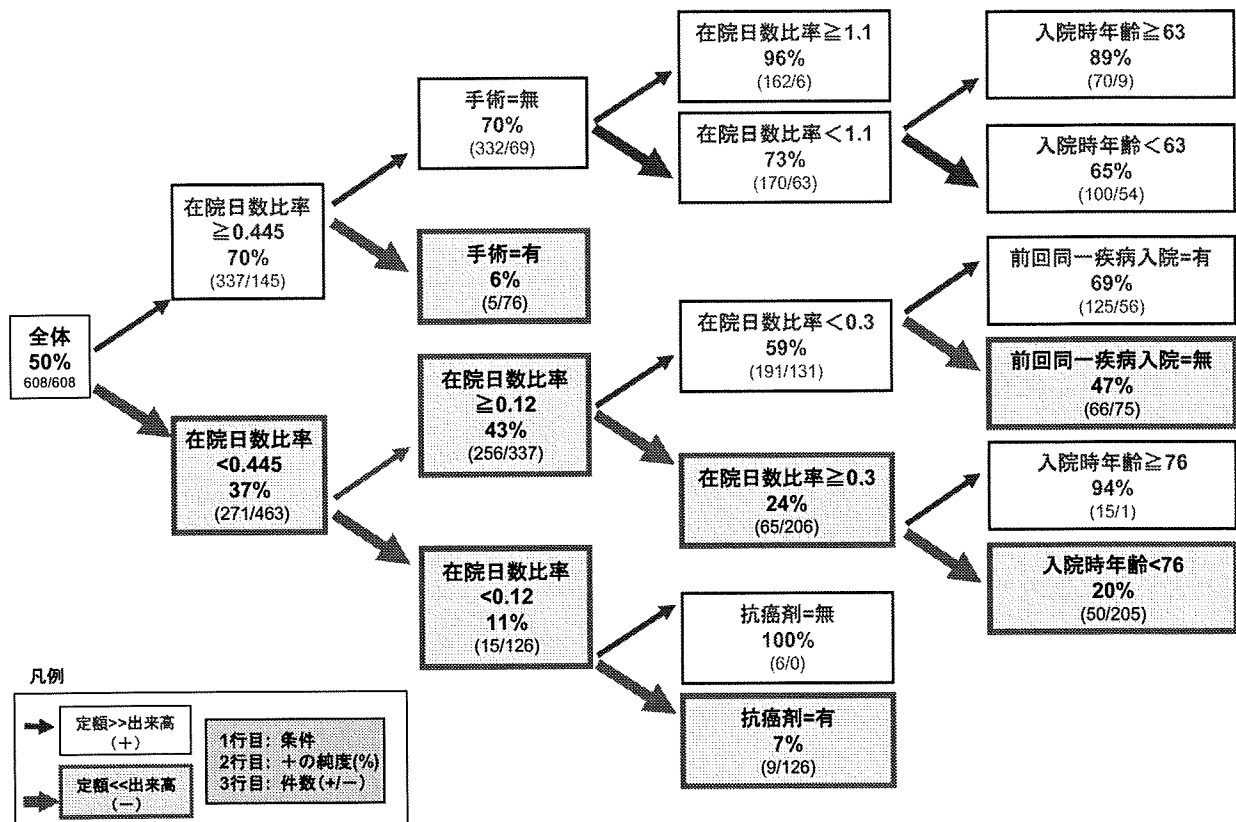 全体
50%
608/608
在院日数比率
≧0.445
70%
(337/145)
在院日数比率
<0.445
37%
(271/463)
手術=無
70%
(332/69)
手術=有
6%
(5/76)
在院日数比率
≧0.12
43%
(256/337)
在院日数比率
<0.12
11%
(15/126)
在院日数比率≧1.1
96%
(162/6)
在院日数比率＜1.1
73%
(170/63)
在院日数比率＜0.3
59%
(191/131)
在院日数比率≧0.3
24%
(65/206)
抗癌剤=無
100%
(6/0)
抗癌剤=有
7%
(9/126)
入院時年齢≧63
89%
(70/9)
入院時年齢＜63
65%
(100/54)
前回同一疾病入院=有
69%
(125/56)
前回同一疾病入院=無
47%
(66/75)
入院時年齢≧76
94%
(15/1)
入院時年齢<76
20%
(50/205)
凡例
定額>>出来高
(＋)
定額<<出来高
(－)
1行目: 条件
2行目: ＋の純度(%)
3行目: 件数(+/－)